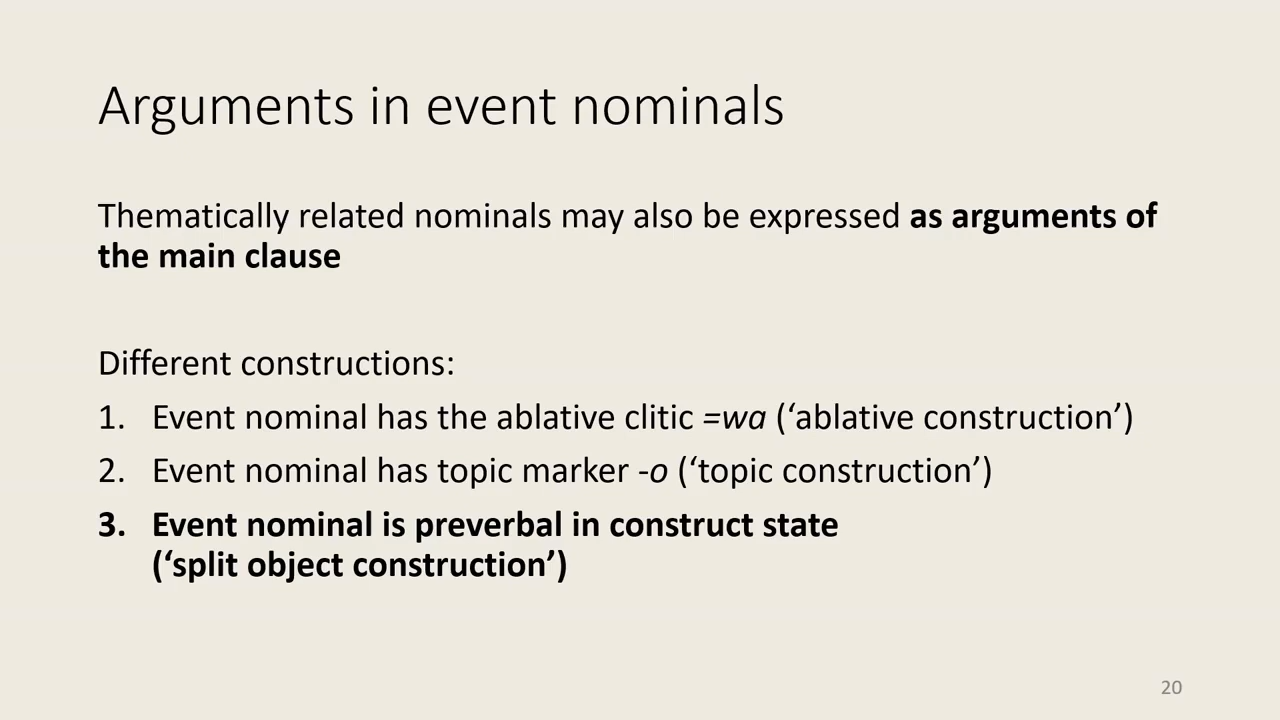 Arguments in event nominals
Thematically related nominals may also be expressed as arguments of
the main clause
Different constructions:
1. Event nominal has the ablative clitic =wa (‘ablative construction’)
2. Event nominal has topic marker -o (‘topic construction’)
3. Event nominal is preverbal in construct state
(‘split object construction’)
20